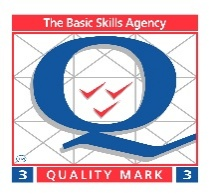 The Basic Skills Agency
Q
3 QUALITY MARK 3